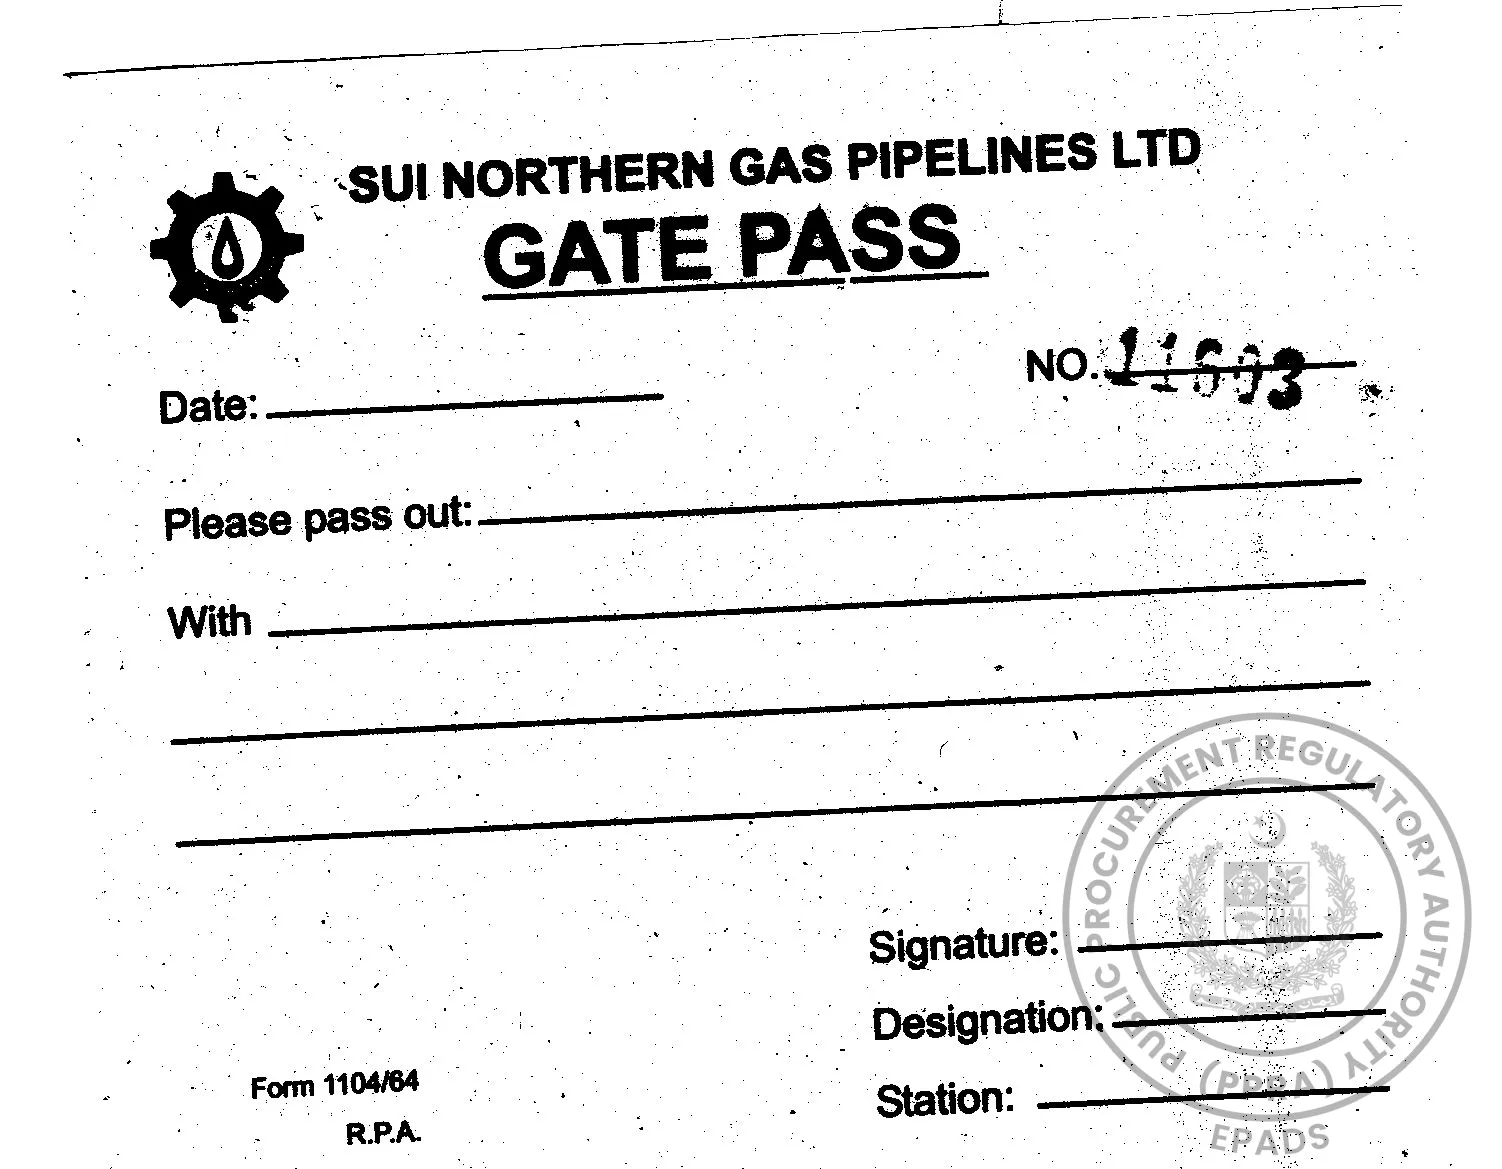 SUI NORTHERN GAS PIPELINES LTD
GATE PASS
NO. 11603
Date:
Please pass out:
With
Signature:
Designation:
Station:
Form 1104/64
R.P.A.
PUBLIC PROCUREMENT REGULATORY AUTHORITY
(PPRA)
EPADS